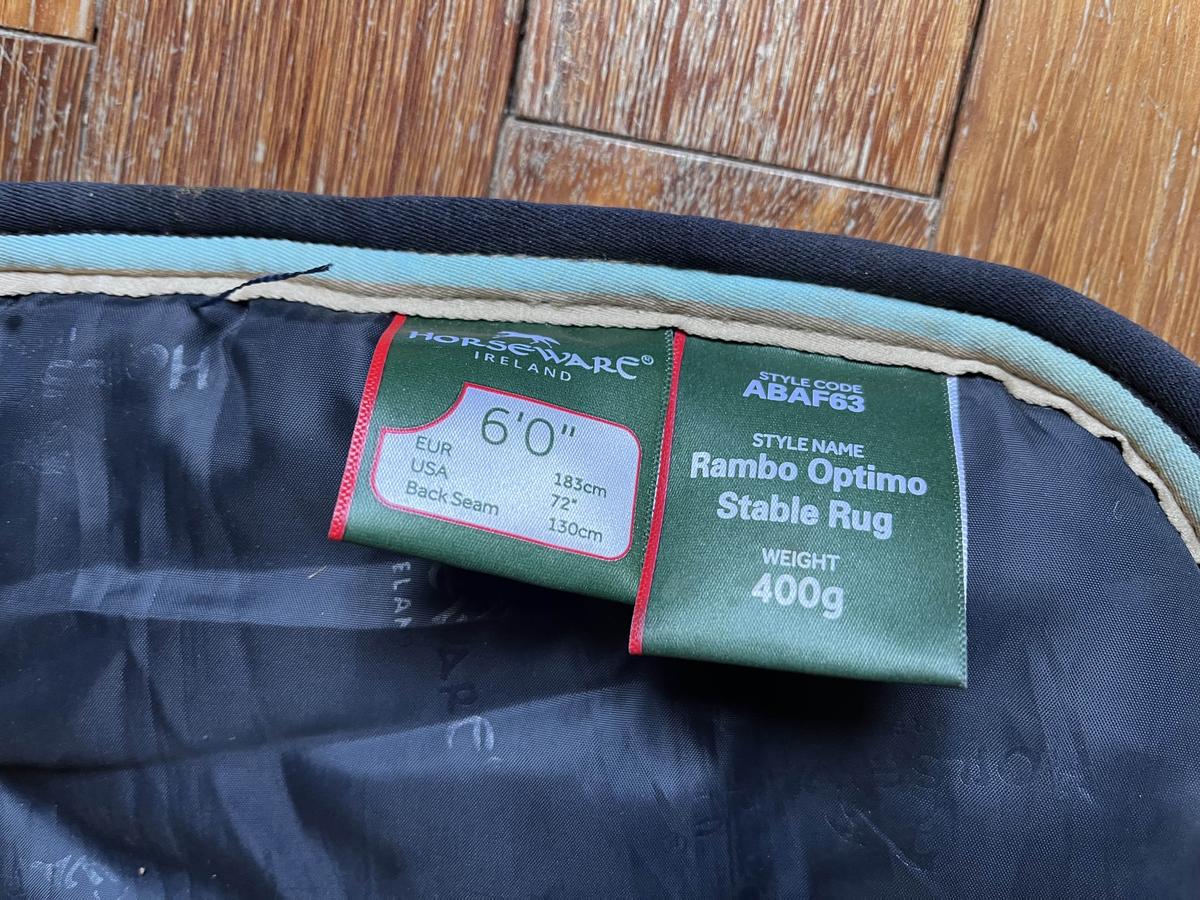 HORSEWARE®
IRELAND
6'0"
EUR 183cm
USA 72"
Back Seam 130cm
STYLE CODE
ABAF63
STYLE NAME
Rambo Optimo
Stable Rug
WEIGHT
400g